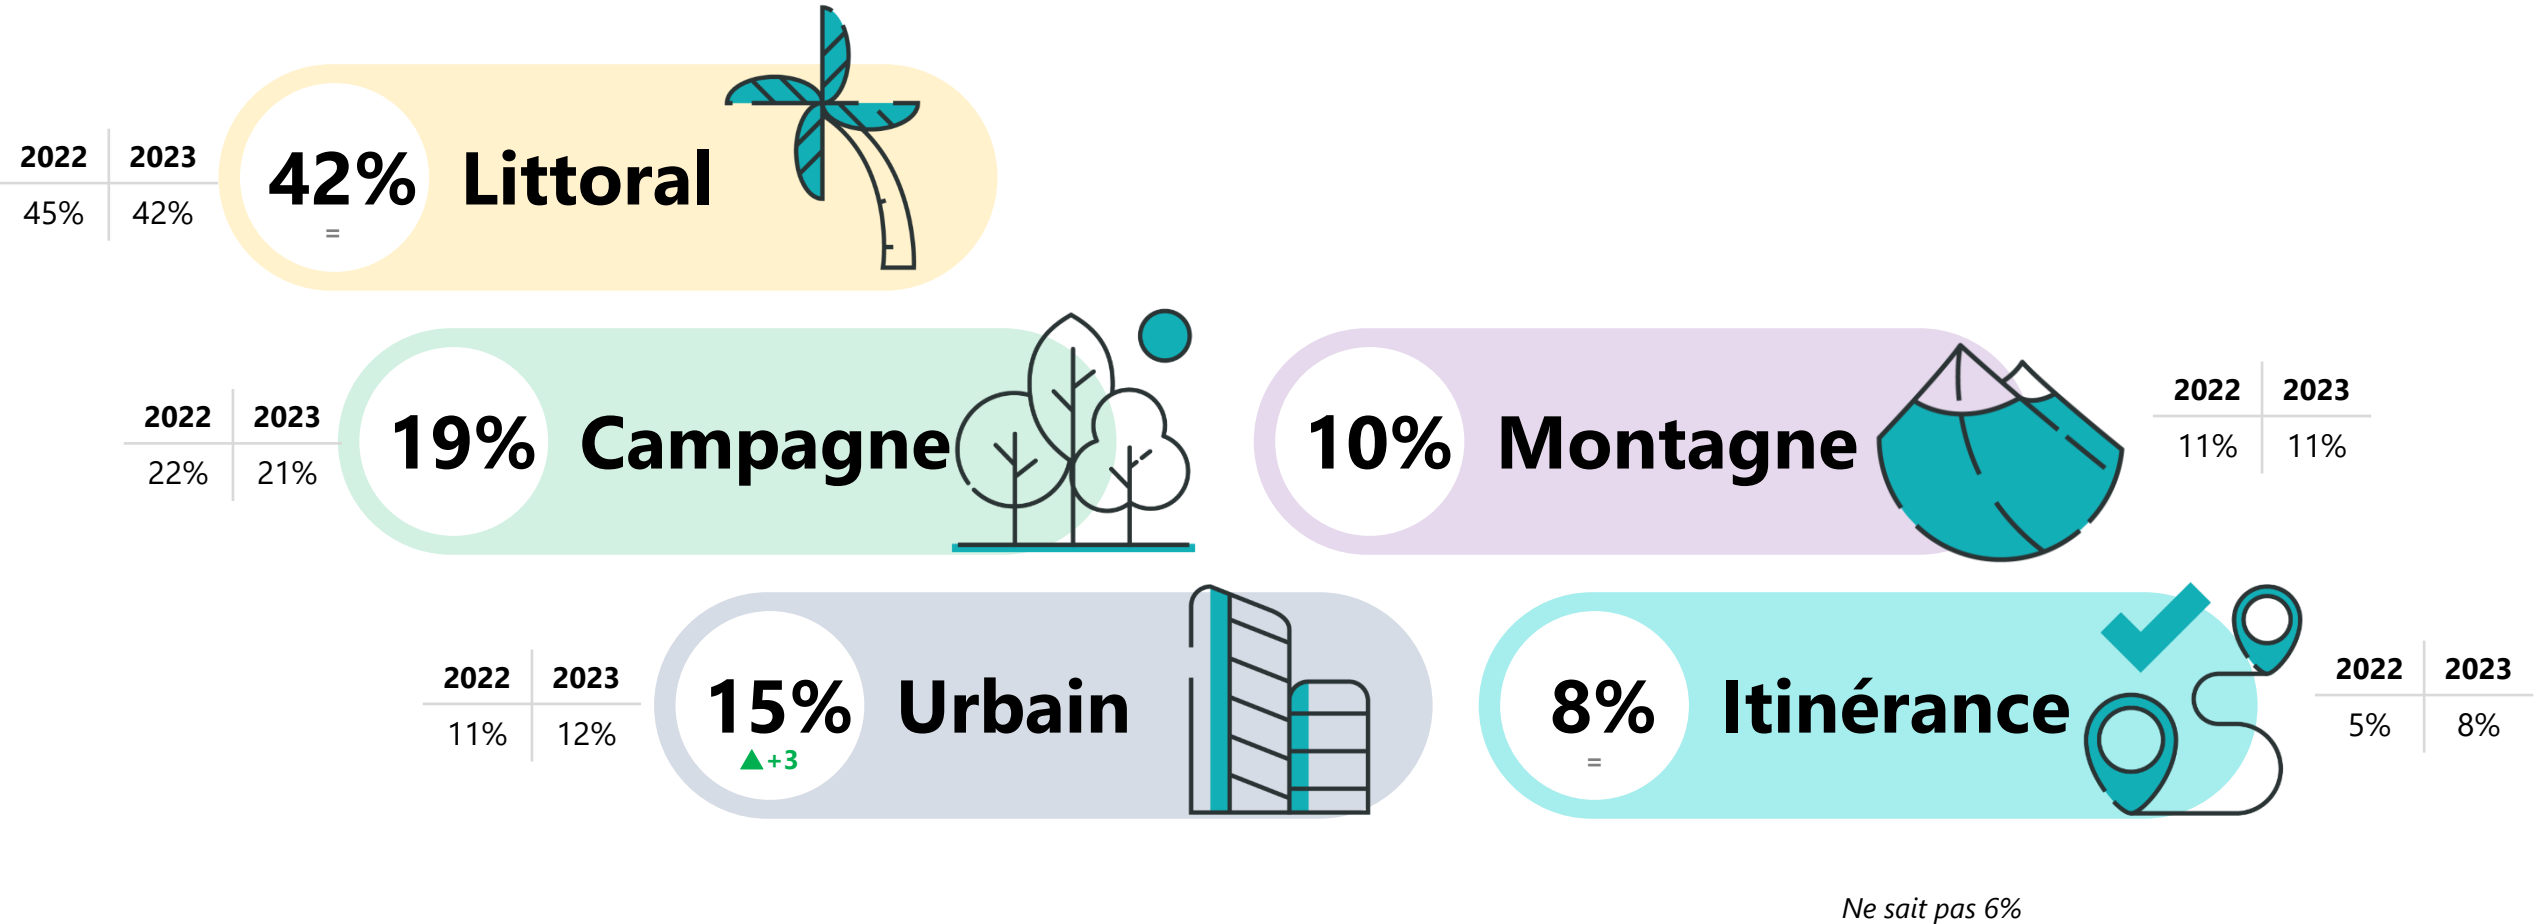 2022 2023
45% 42%
42% Littoral
=
2022 2023
22% 21%
19% Campagne
10% Montagne
2022 2023
11% 11%
2022 2023
11% 12%
15% Urbain
▲+3
8% Itinérance
=
2022 2023
5% 8%
Ne sait pas 6%